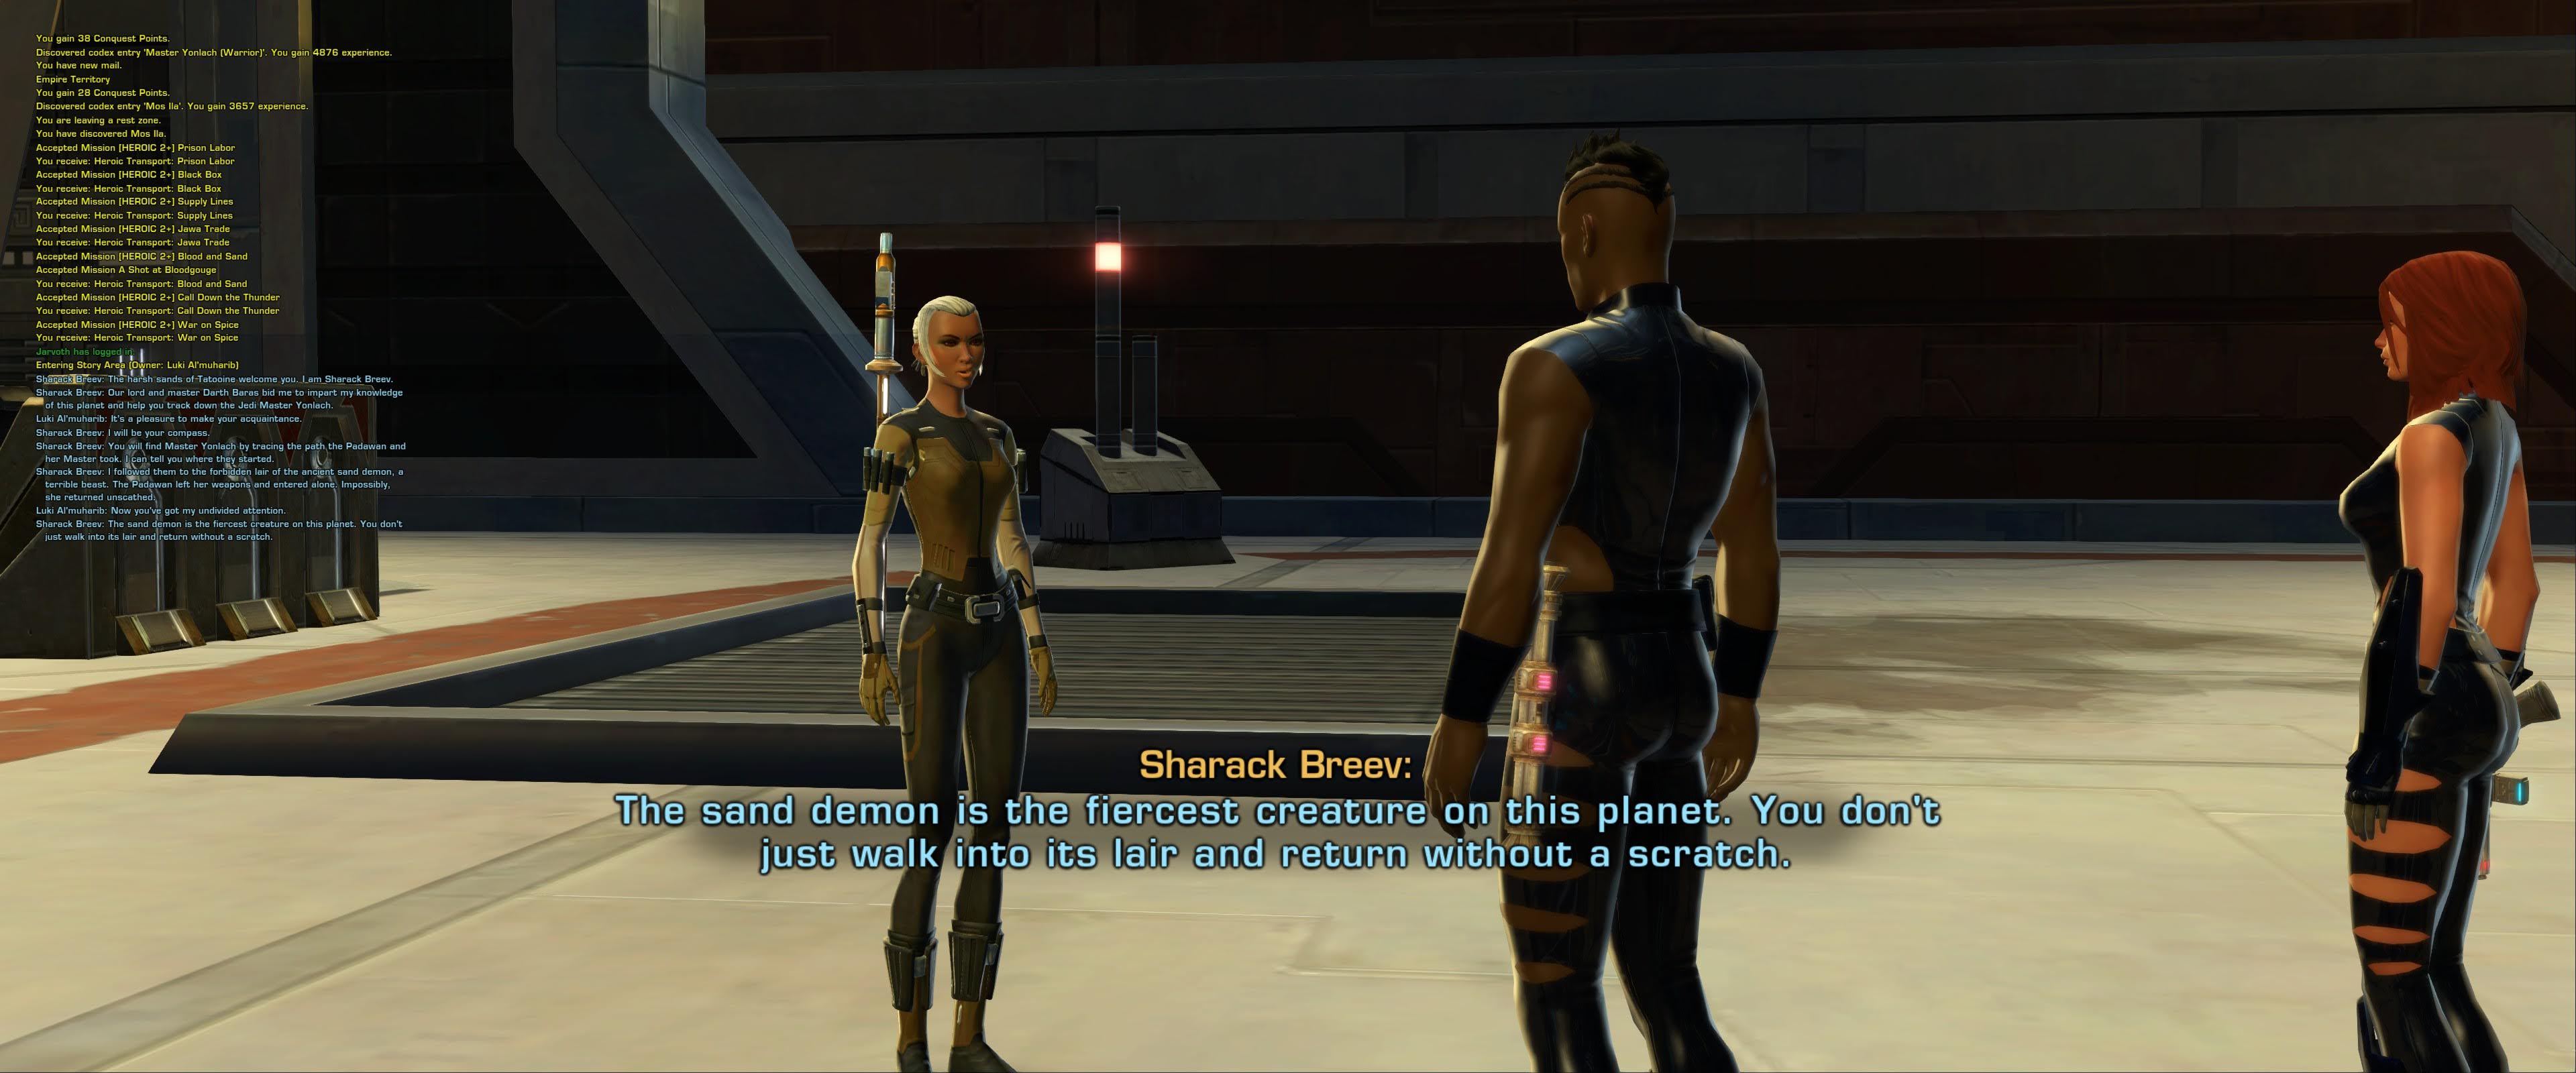 You gain 38 Conquest Points.
Discovered codex entry 'Master Yonlach (Warrior)'. You gain 4876 experience.
You have new mail.
Empire Territory
You gain 28 Conquest Points.
Discovered codex entry 'Mos Ila'. You gain 3657 experience.
You are leaving a rest zone.
You have discovered Mos Ila.
Accepted Mission [HEROIC 2+] Prison Labor
You receive: Heroic Transport: Prison Labor
Accepted Mission [HEROIC 2+] Black Box
You receive: Heroic Transport: Black Box
Accepted Mission [HEROIC 2+] Supply Lines
You receive: Heroic Transport: Supply Lines
Accepted Mission [HEROIC 2+] Jawa Trade
You receive: Heroic Transport: Jawa Trade
Accepted Mission [HEROIC 2+] Blood and Sand
Accepted Mission A Shot at Bloodgouge
You receive: Heroic Transport: Blood and Sand
Accepted Mission [HEROIC 2+] Call Down the Thunder
You receive: Heroic Transport: Call Down the Thunder
Accepted Mission [HEROIC 2+] War on Spice
You receive: Heroic Transport: War on Spice
Jarvoth has logged in
Entering Story Area (Owner: Luki Al'muharib)
Sharack Breev: The harsh sands of Tatooine welcome you. I am Sharack Breev.
Sharack Breev: Our lord and master Darth Baras bid me to impart my knowledge
of this planet and help you track down the Jedi Master Yonlach.
Luki Al'muharib: It's a pleasure to make your acquaintance.
Sharack Breev: I will be your compass.
Sharack Breev: You will find Master Yonlach by tracing the path the Padawan and
her Master took. I can tell you where they started.
Sharack Breev: I followed them to the forbidden lair of the ancient sand demon, a
terrible beast. The Padawan left her weapons and entered alone. Impossibly,
she returned unscathed.
Luki Al'muharib: Now you've got my undivided attention.
Sharack Breev: The sand demon is the fiercest creature on this planet. You don't
just walk into its lair and return without a scratch.
Sharack Breev:
The sand demon is the fiercest creature on this planet. You don't
just walk into its lair and return without a scratch.